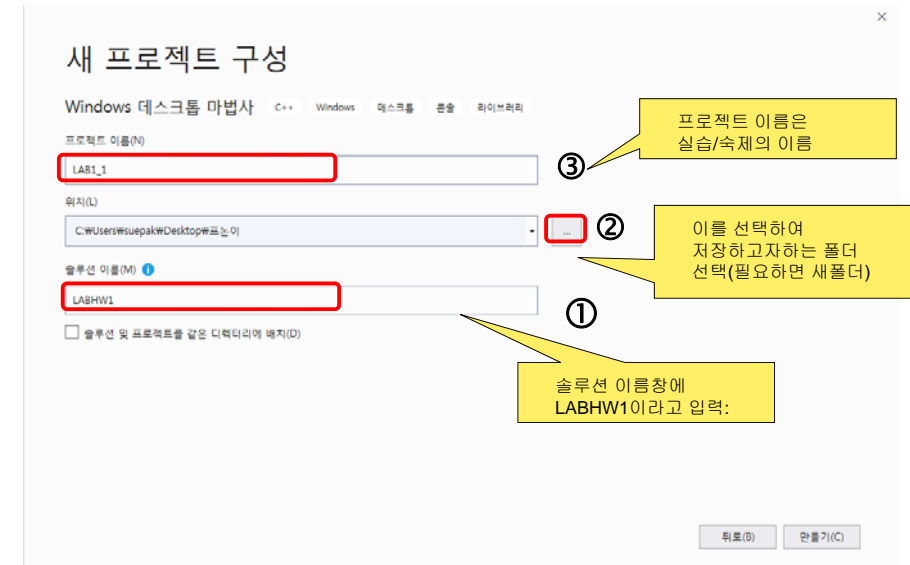 ×
새 프로젝트 구성
Windows 데스크톱 마법사 C++ Windows 데스크톱 콘솔 라이브러리
프로젝트 이름은
실습/숙제의 이름
프로젝트 이름(N)
LAB1_1
③
위치(L)
C:₩Users₩suepak₩Desktop₩프논이
...
②
이를 선택하여
저장하고자하는 폴더
선택(필요하면 새폴더)
솔루션 이름(M)
LABHW1
①
솔루션 및 프로젝트를 같은 디렉터리에 배치(D)
솔루션 이름창에
LABHW1이라고 입력:
뒤로(B) 만들기(C)